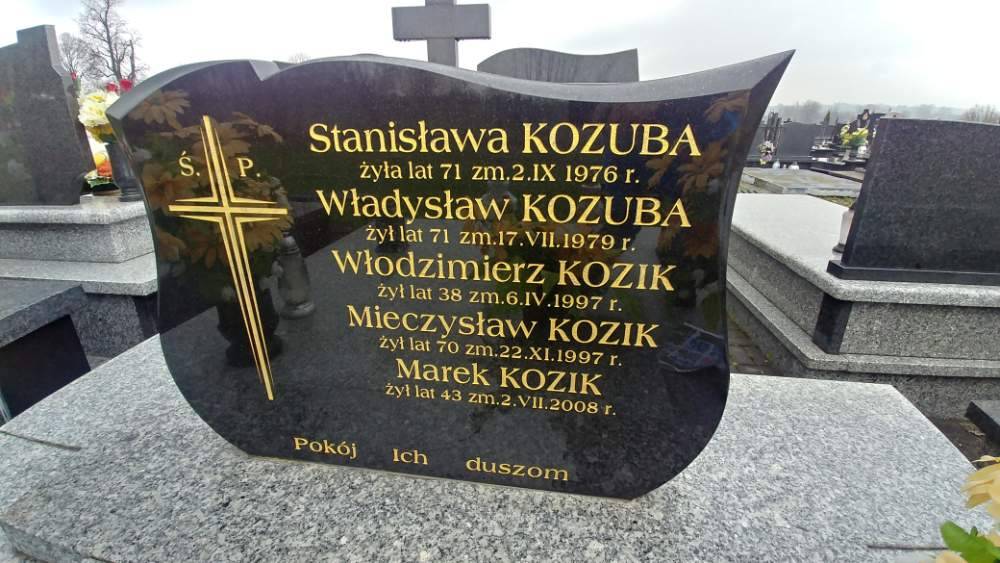 Ś. P.
Stanisława KOZUBA
żyła lat 71 zm.2.IX 1976 r.
Władysław KOZUBA
żył lat 71 zm.17.VII.1979 r.
Włodzimierz KOZIK
żył lat 38 zm.6.IV.1997 r.
Mieczysław KOZIK
żył lat 70 zm.22.XI.1997 r.
Marek KOZIK
żył lat 43 zm.2.VII.2008 r.
Pokój Ich duszom